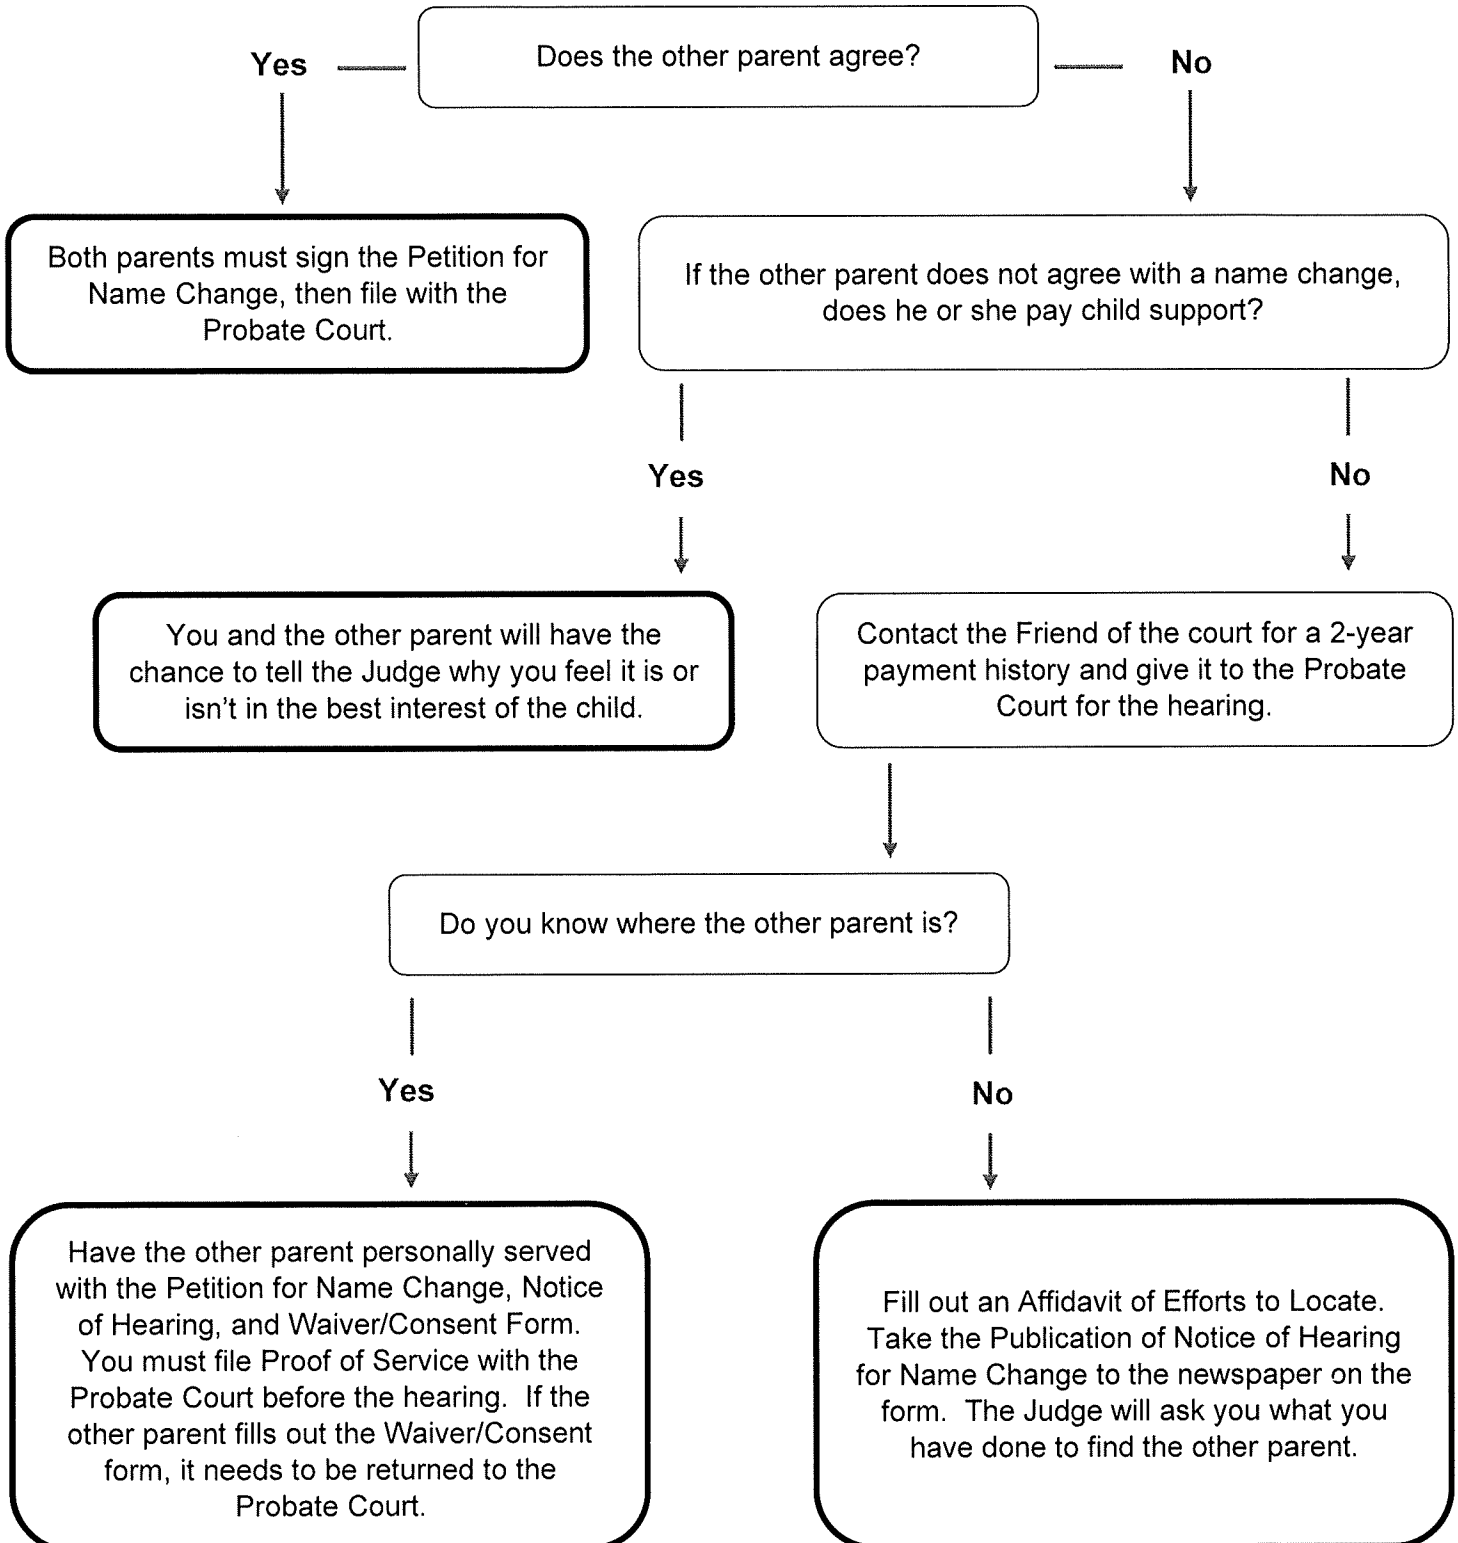 Does the other parent agree?
Yes
No
Both parents must sign the Petition for
Name Change, then file with the
Probate Court.
If the other parent does not agree with a name change,
does he or she pay child support?
Yes
No
You and the other parent will have the
chance to tell the Judge why you feel it is or
isn't in the best interest of the child.
Contact the Friend of the court for a 2-year
payment history and give it to the Probate
Court for the hearing.
Do you know where the other parent is?
Yes
No
Have the other parent personally served
with the Petition for Name Change, Notice
of Hearing, and Waiver/Consent Form.
You must file Proof of Service with the
Probate Court before the hearing.  If the
other parent fills out the Waiver/Consent
form, it needs to be returned to the
Probate Court.
Fill out an Affidavit of Efforts to Locate.
Take the Publication of Notice of Hearing
for Name Change to the newspaper on the
form.  The Judge will ask you what you
have done to find the other parent.